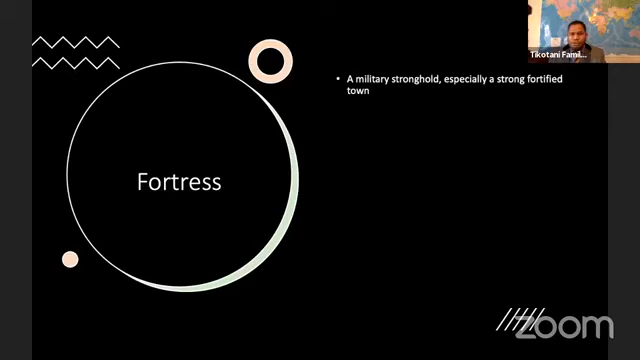 Tikotani Famil...
• A military stronghold, especially a strong fortified
town
Fortress
zoom